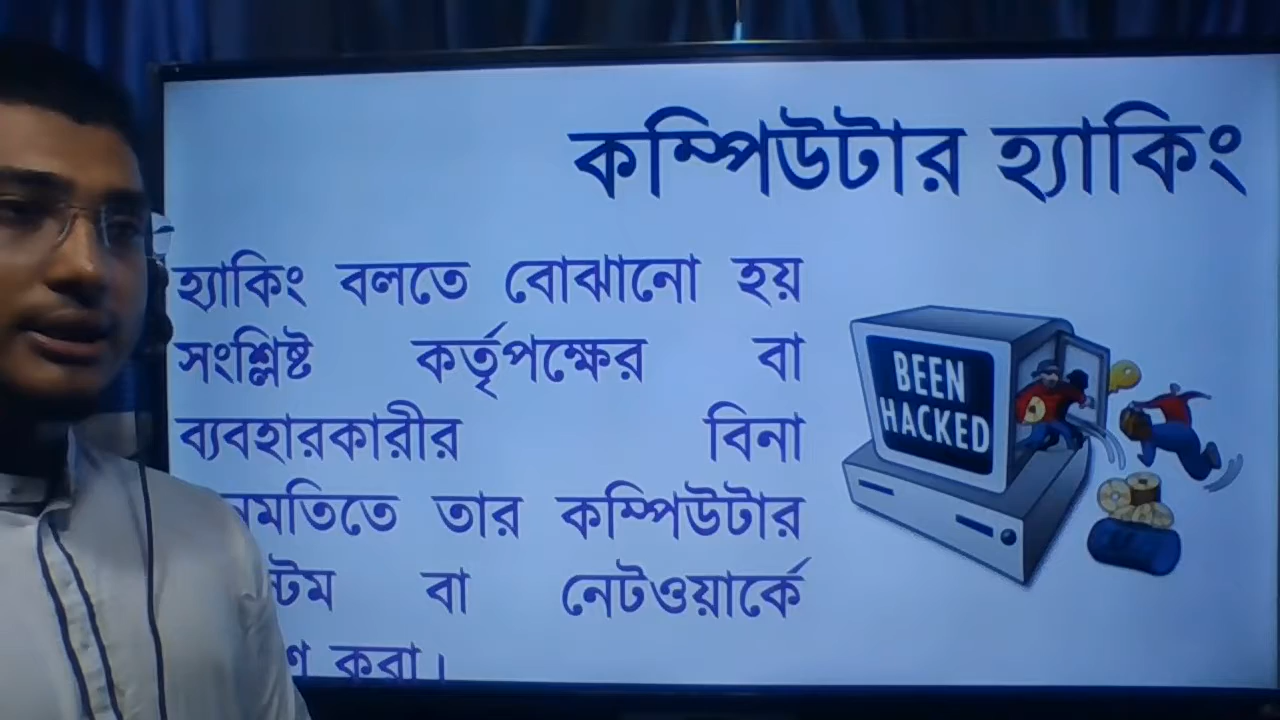 কম্পিউটার হ্যাকিং
হ্যাকিং বলতে বোঝানো হয়
সংশ্লিষ্ট কর্তৃপক্ষের বা
ব্যবহারকারীর বিনা
তার কম্পিউটার
বা নেটওয়ার্কে
করা।
BEEN
HACKED